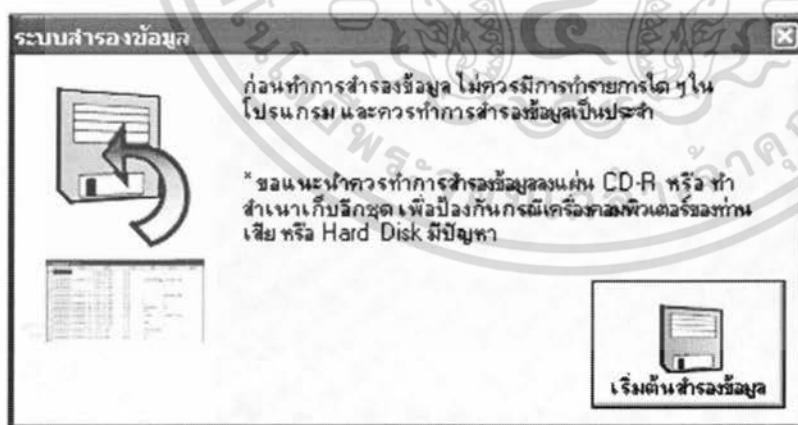 ระบบสำรองข้อมูล
ก่อนทำการสำรองข้อมูล ไม่ควรมีการทำรายการใด ๆ ใน
โปรแกรม และควรทำการสำรองข้อมูลเป็นประจำ
* ขอแนะนำควรทำการสำรองข้อมูลลงแผ่น CD-R หรือ ทำ
สำเนาเก็บอีกชุด เพื่อป้องกันกรณีเครื่องคอมพิวเตอร์ของท่าน
เสีย หรือ Hard Disk มีปัญหา
เริ่มต้นสำรองข้อมูล